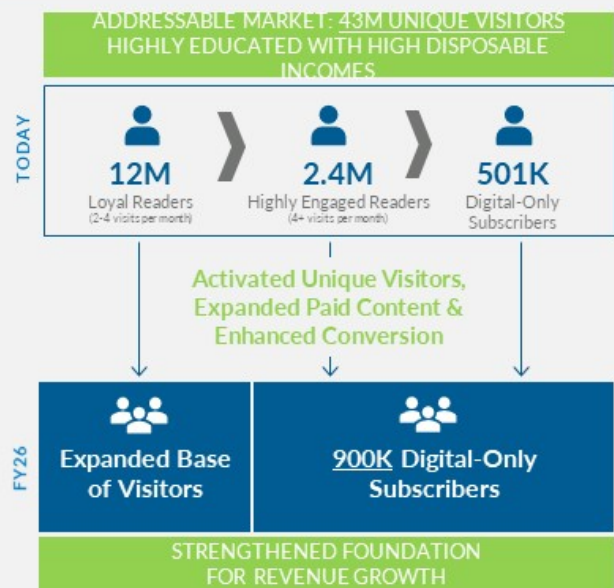 ADDRESSABLE MARKET: 43M UNIQUE VISITORS
HIGHLY EDUCATED WITH HIGH DISPOSABLE
INCOMES
TODAY
12M
Loyal Readers
(2-4 visits per month)
2.4M
Highly Engaged Readers
(4+ visits per month)
501K
Digital-Only
Subscribers
Activated Unique Visitors,
Expanded Paid Content &
Enhanced Conversion
FY26
Expanded Base
of Visitors
900K Digital-Only
Subscribers
STRENGTHENED FOUNDATION
FOR REVENUE GROWTH